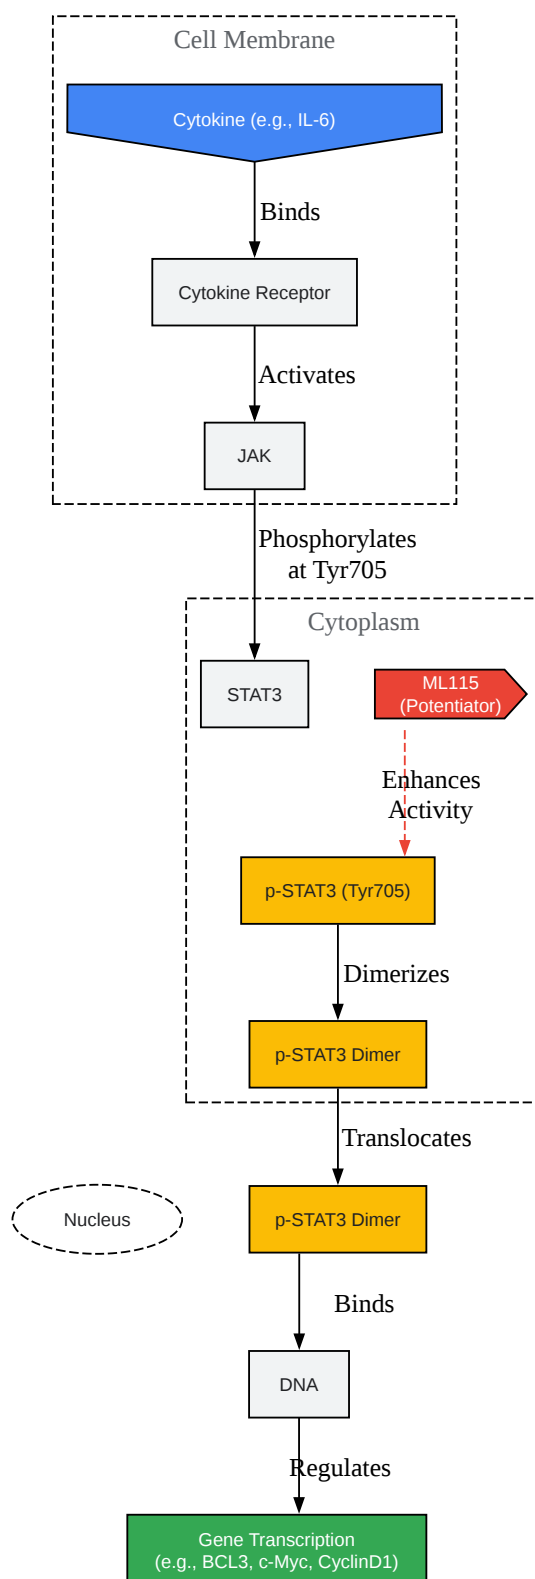 Cell Membrane
Cytokine (e.g., IL-6)
Binds
Cytokine Receptor
Activates
JAK
Phosphorylates
at Tyr705
Cytoplasm
STAT3
ML115
(Potentiator)
Enhances
Activity
p-STAT3 (Tyr705)
Dimerizes
p-STAT3 Dimer
Translocates
Nucleus
p-STAT3 Dimer
Binds
DNA
Regulates
Gene Transcription
(e.g., BCL3, c-Myc, CyclinD1)